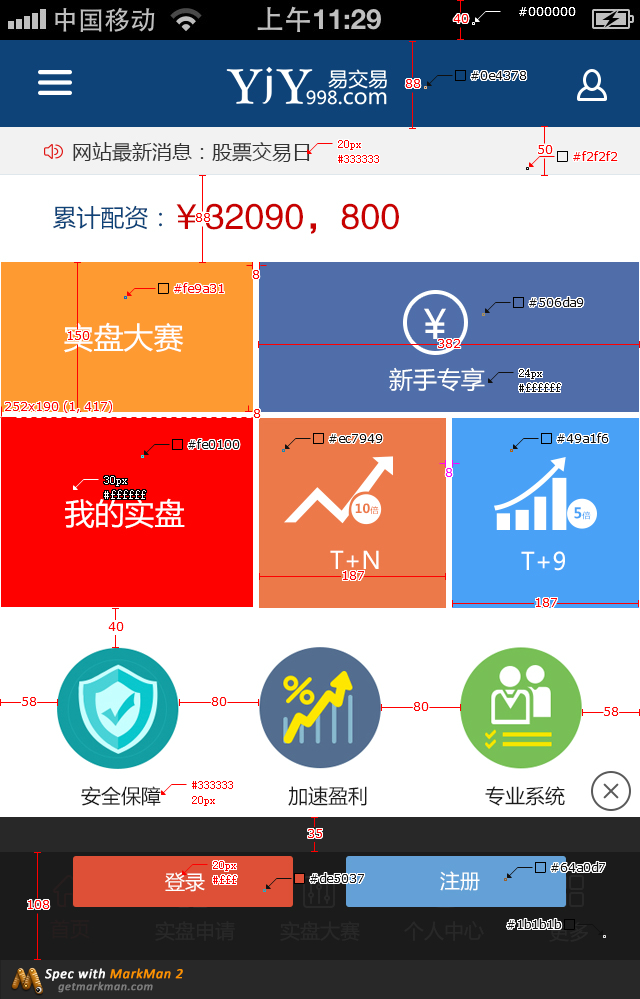 中国移动 上午11:29
40 #000000
YJY 易交易
998.com
88 #0e4378
网站最新消息：股票交易日
20px
#333333
50 #f2f2f2
累计配资：￥32090，800
88
8
#fe9a31
150
实盘大赛
252x190 (1, 417)
8
¥
#506da9
382
新手专享
24px
#ffffff
#fe0100
30px
#ffffff
我的实盘
#ec7949
10倍
T+N
187
8
#49a1f6
5倍
T+9
187
40
58
80
80
58
安全保障
#333333
20px
加速盈利
专业系统
35
登录
20px
#fff
#de5037
注册
#64a0d7
108
首页
实盘申请
实盘大赛
个人中心
更多
#1b1b1b
Spec with MarkMan 2
getmarkman.com